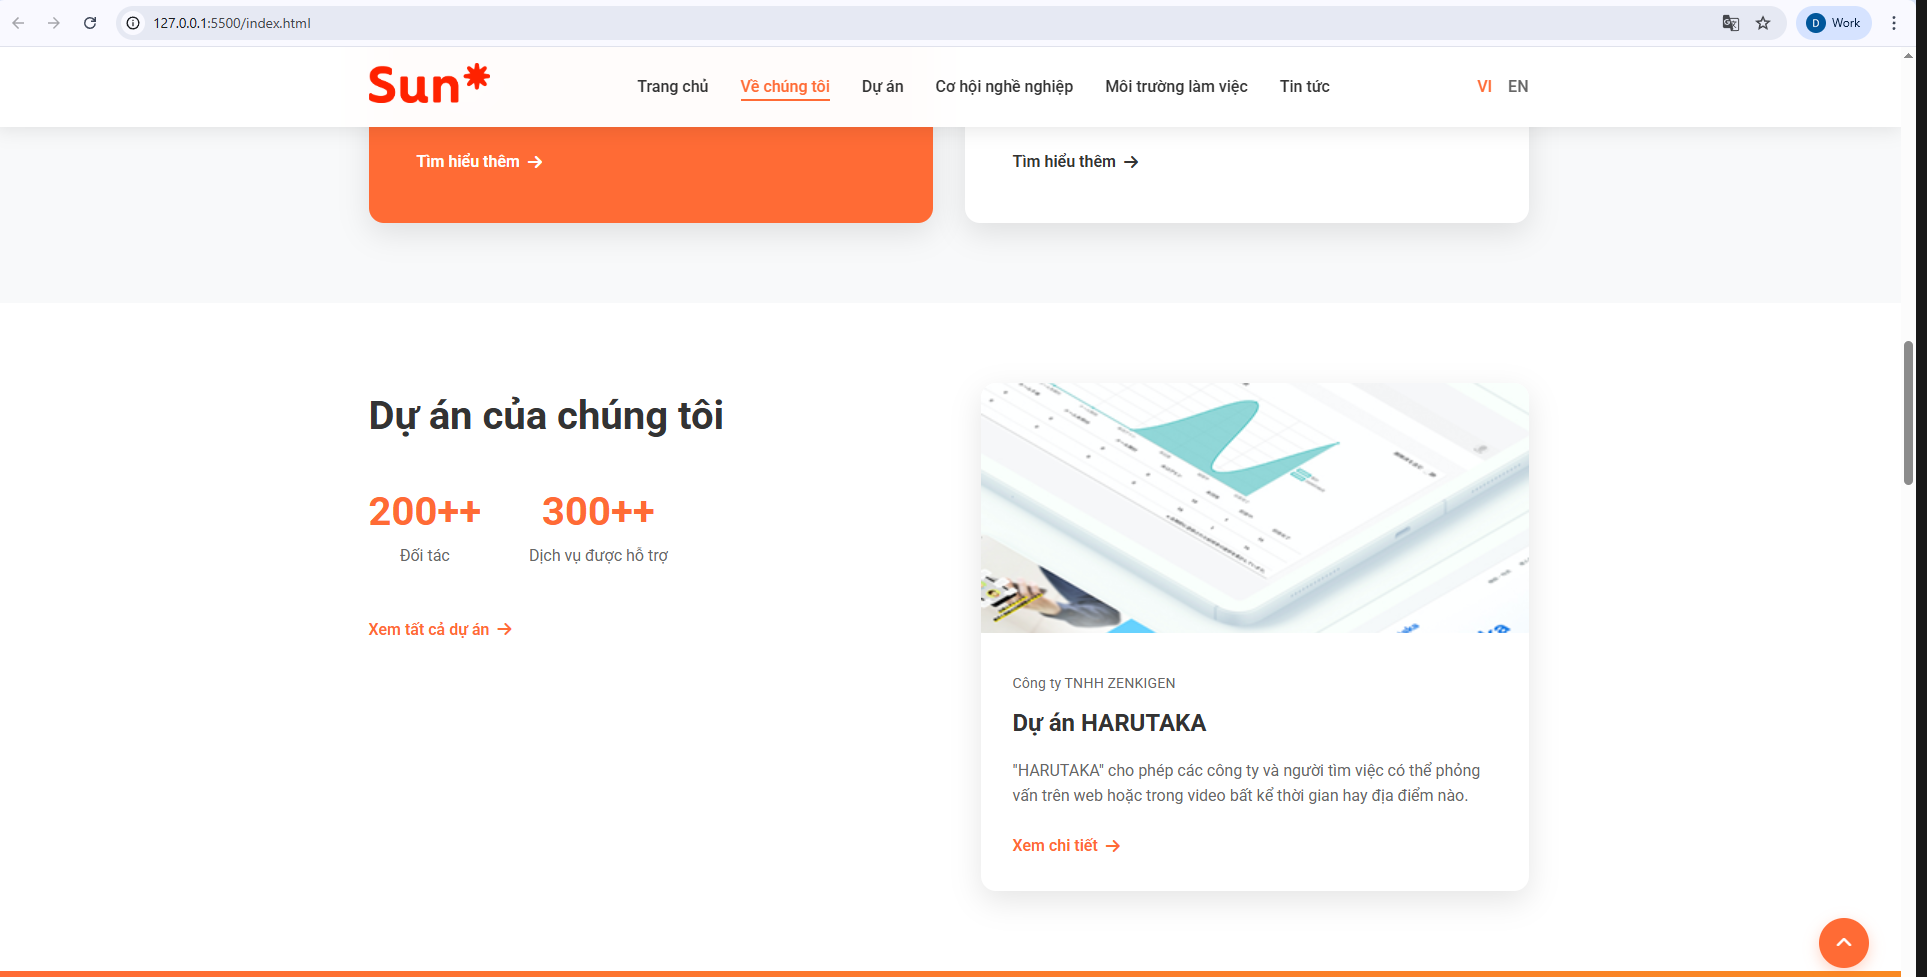 127.0.0.1:5500/index.html
D Work
Sun*
Trang chủ Về chúng tôi Dự án Cơ hội nghề nghiệp Môi trường làm việc Tin tức VI EN
Tìm hiểu thêm →
Tìm hiểu thêm →
Dự án của chúng tôi
200++ 300++
Đối tác Dịch vụ được hỗ trợ
Xem tất cả dự án →
Công ty TNHH ZENKIGEN
Dự án HARUTAKA
"HARUTAKA" cho phép các công ty và người tìm việc có thể phỏng
vấn trên web hoặc trong video bất kể thời gian hay địa điểm nào.
Xem chi tiết →